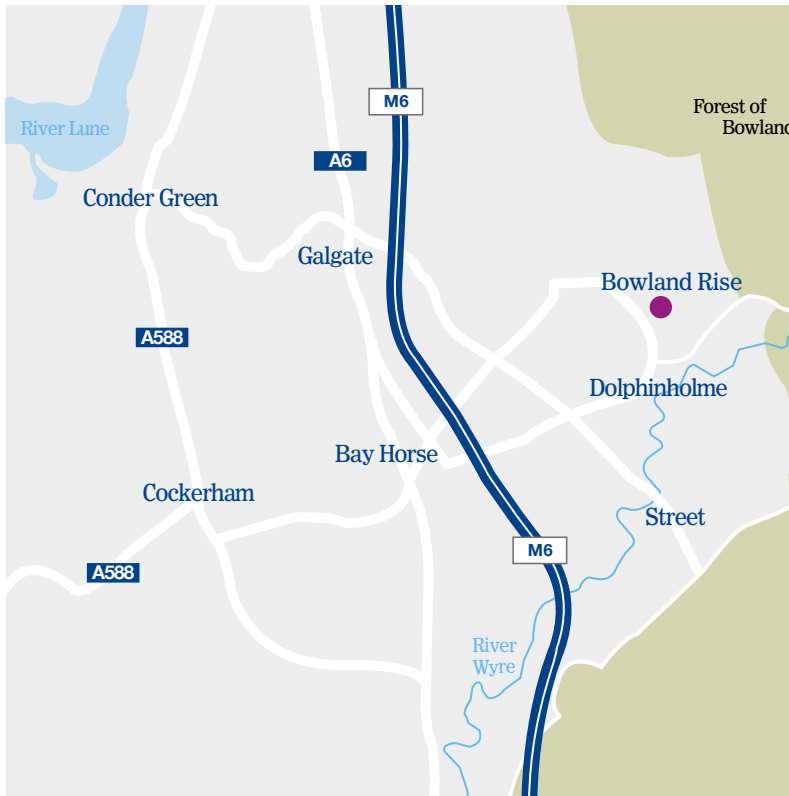 M6
Forest of
Bowland
River Lune
A6
Conder Green
Galgate
Bowland Rise
A588
Dolphinholme
Bay Horse
Cockerham
Street
M6
A588
River
Wyre